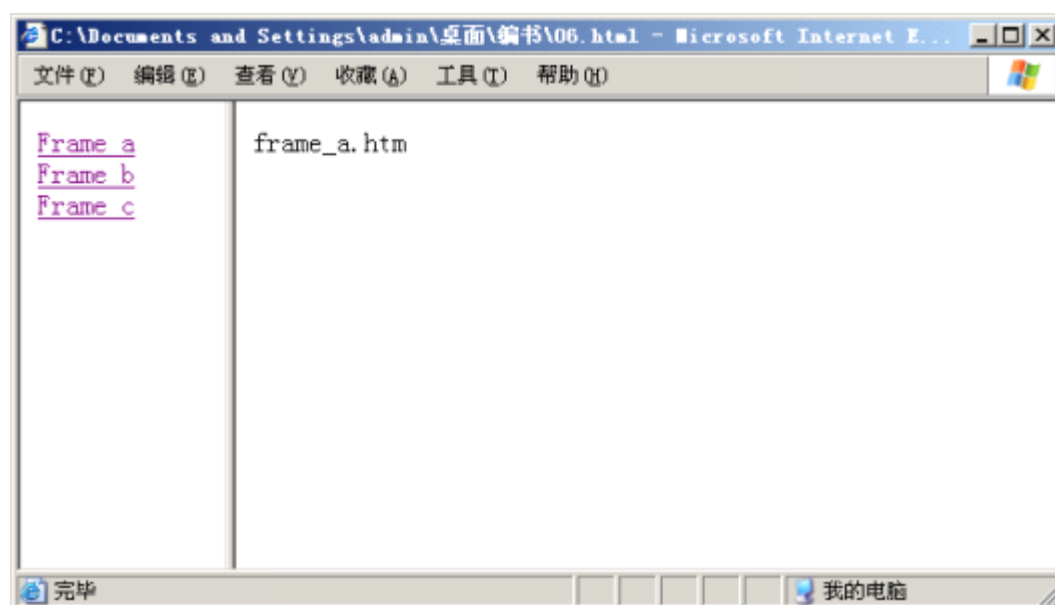 C:\Documents and Settings\admin\桌面\编书\06.html - Microsoft Internet E...
文件(F) 编辑(E) 查看(V) 收藏(A) 工具(T) 帮助(H)
Frame a
Frame b
Frame c
frame_a.htm
完毕
我的电脑